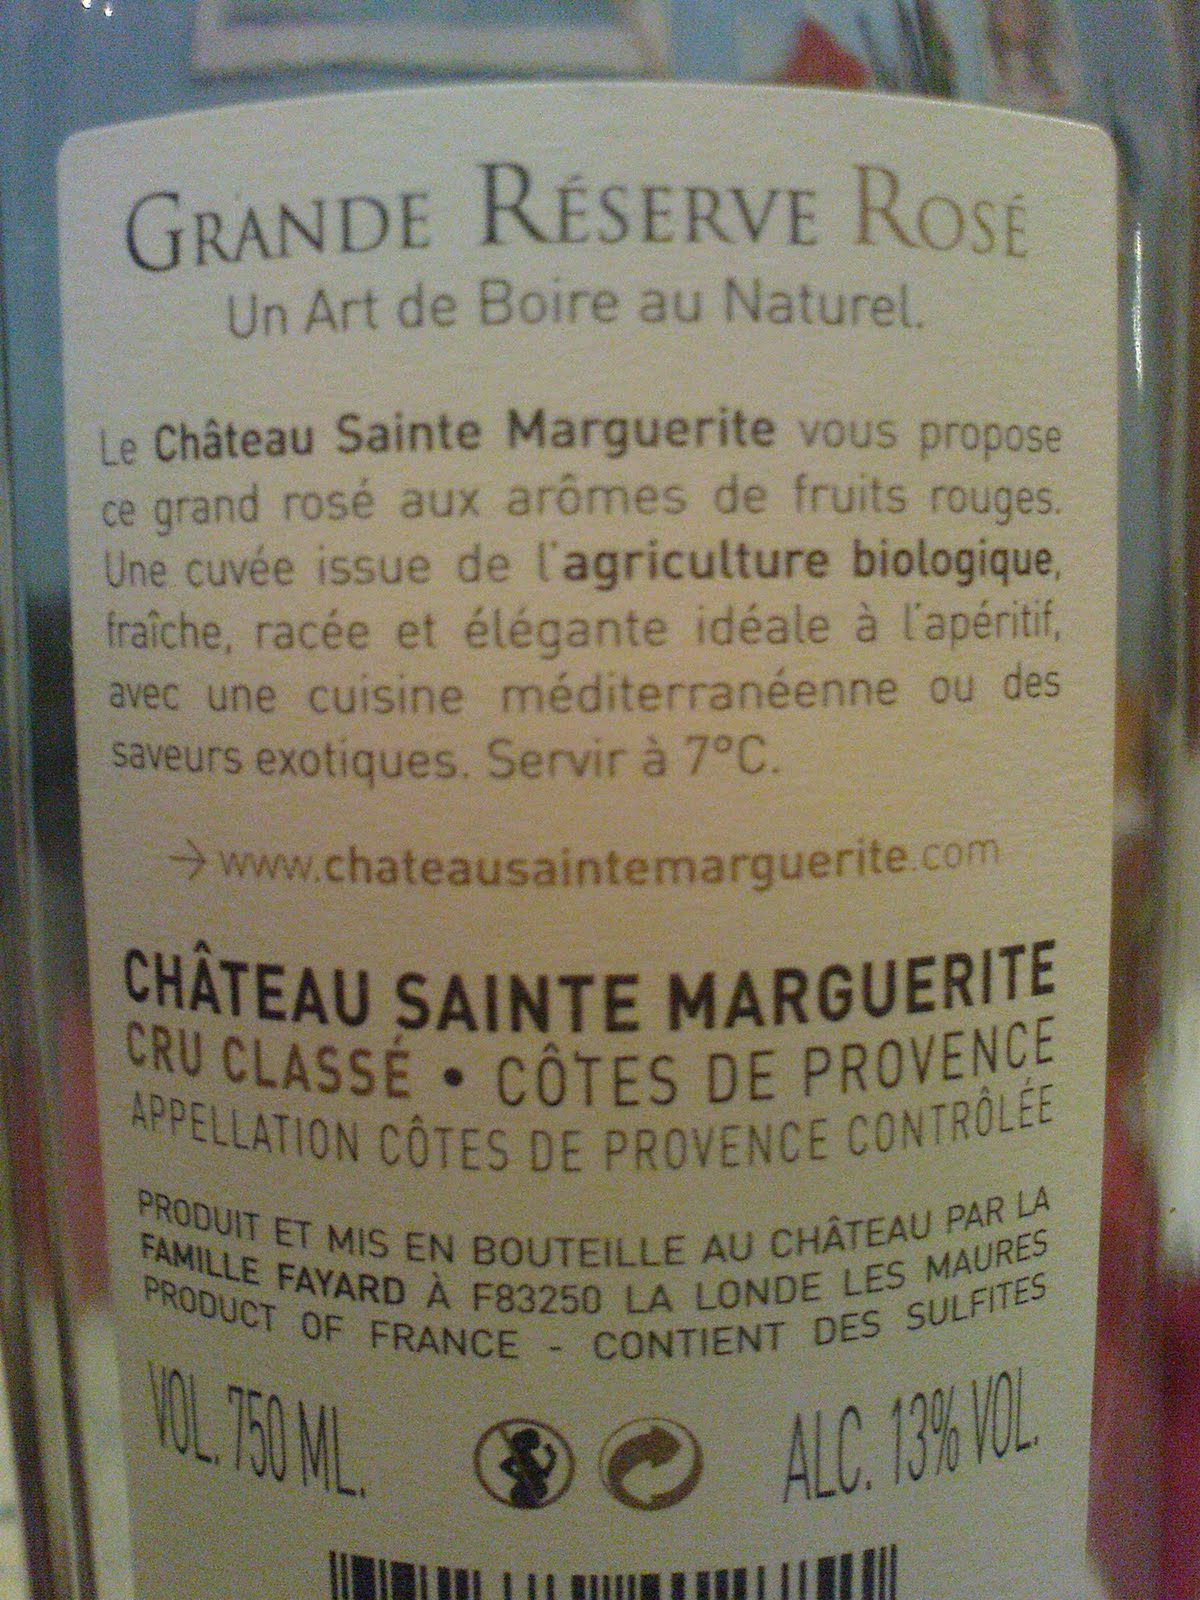 GRANDE RÉSERVE ROSÉ
Un Art de Boire au Naturel.
Le Château Sainte Marguerite vous propose
ce grand rosé aux arômes de fruits rouges.
Une cuvée issue de l'agriculture biologique,
fraîche, racée et élégante idéale à l'apéritif,
avec une cuisine méditerranéenne ou des
saveurs exotiques. Servir à 7°C.
→ www.chateausaintemarguerite.com
CHÂTEAU SAINTE MARGUERITE
CRU CLASSÉ • CÔTES DE PROVENCE
APPELLATION CÔTES DE PROVENCE CONTRÔLÉE
PRODUIT ET MIS EN BOUTEILLE AU CHÂTEAU PAR LA
FAMILLE FAYARD À F83250 LA LONDE LES MAURES
PRODUCT OF FRANCE - CONTIENT DES SULFITES
VOL. 750 ML. ALC. 13% VOL.